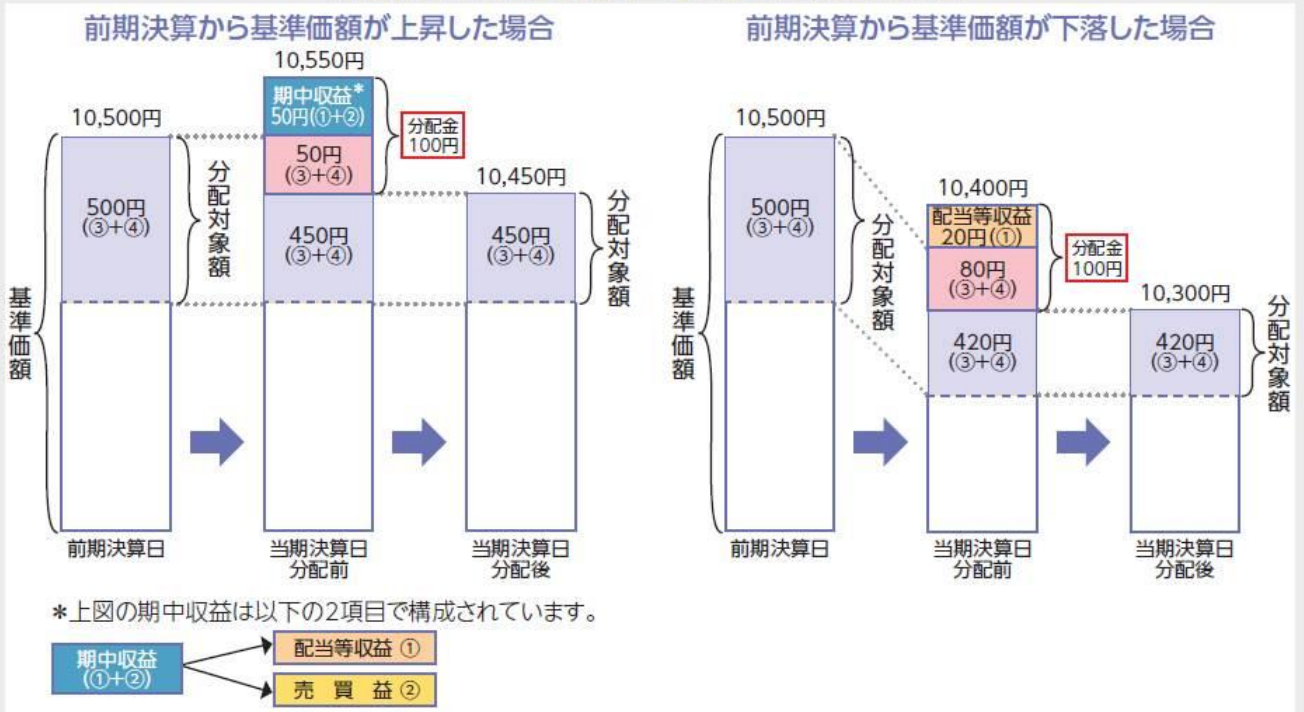 前期決算から基準価額が上昇した場合
10,500円
500円
(③+④)
分配対象額
基準価額
前期決算日
10,550円
期中収益*
50円(①+②)
50円
(③+④)
450円
(③+④)
分配金
100円
当期決算日
分配前
10,450円
450円
(③+④)
分配対象額
当期決算日
分配後
前期決算から基準価額が下落した場合
10,500円
500円
(③+④)
分配対象額
基準価額
前期決算日
10,400円
配当等収益
20円(①)
80円
(③+④)
420円
(③+④)
分配金
100円
当期決算日
分配前
10,300円
420円
(③+④)
分配対象額
当期決算日
分配後
*上図の期中収益は以下の2項目で構成されています。
期中収益
(①+②)
配当等収益 ①
売 買 益 ②